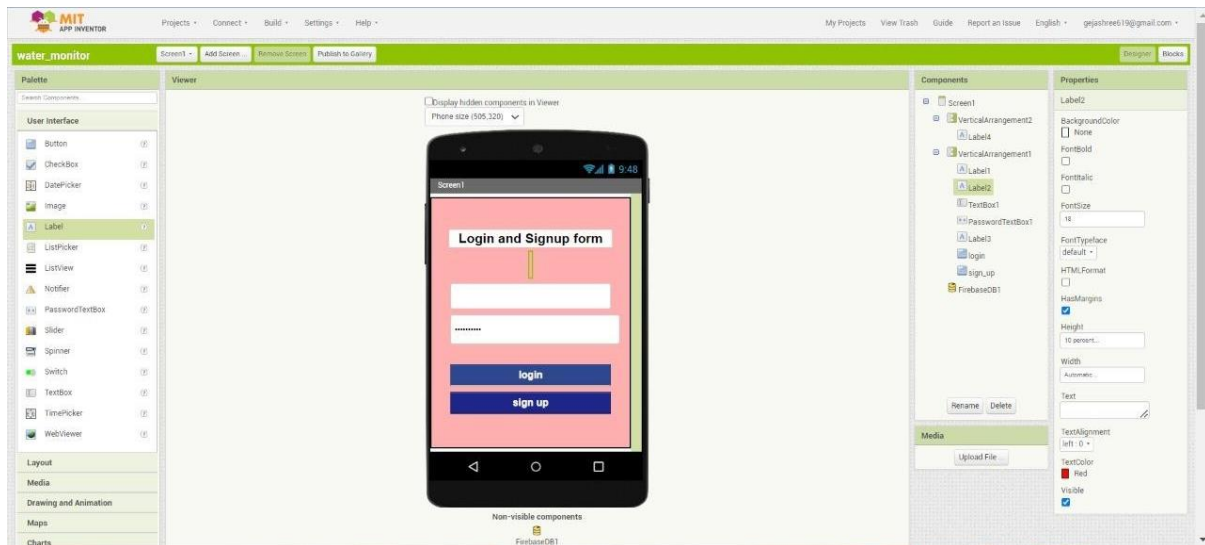 MIT
APP INVENTOR
Projects Connect Build Settings Help
My Projects View Trash Guide Report an Issue English gejashree619@gmail.com
water_monitor
Screen1 Add Screen ... Remove Screen Publish to Gallery
Designer Blocks
Palette
Search Components...
User Interface
Button
CheckBox
DatePicker
Image
Label
ListPicker
ListView
Notifier
PasswordTextBox
Slider
Spinner
Switch
TextBox
TimePicker
WebViewer
Layout
Media
Drawing and Animation
Maps
Charts
Viewer
Display hidden components in Viewer
Phone size (505,320)
9:48
Screen1
Login and Signup form
login
sign up
Non-visible components
FirebaseDB1
Components
Screen1
VerticalArrangement2
Label4
VerticalArrangement1
Label1
Label2
TextBox1
PasswordTextBox1
Label3
login
sign_up
FirebaseDB1
Rename Delete
Media
Upload File ...
Properties
Label2
BackgroundColor
None
FontBold
FontItalic
FontSize
18
FontTypeface
default
HTMLFormat
HasMargins
Height
10 percent...
Width
Automatic...
Text
TextAlignment
left : 0
TextColor
Red
Visible